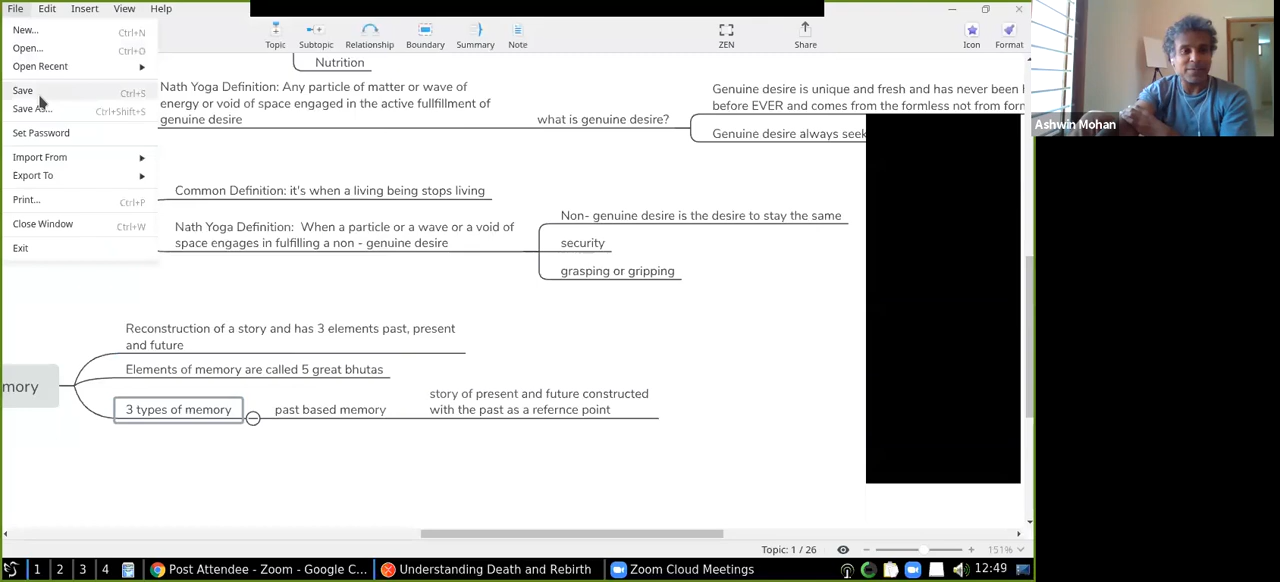 File Edit Insert View Help
New... Ctrl+N
Open... Ctrl+O
Open Recent
Save Ctrl+S
Save As... Ctrl+Shift+S
Set Password
Import From
Export To
Print... Ctrl+P
Close Window Ctrl+W
Exit
Topic Subtopic Relationship Boundary Summary Note ZEN Share Icon Format
Nutrition
Nath Yoga Definition: Any particle of matter or wave of
energy or void of space engaged in the active fullfillment of
genuine desire
what is genuine desire?
Genuine desire is unique and fresh and has never been
before EVER and comes from the formless not from
Genuine desire always seek
Common Definition: it's when a living being stops living
Nath Yoga Definition: When a particle or a wave or a void of
space engages in fulfilling a non - genuine desire
Non- genuine desire is the desire to stay the same
security
grasping or gripping
mory
Reconstruction of a story and has 3 elements past, present
and future
Elements of memory are called 5 great bhutas
3 types of memory
past based memory
story of present and future constructed
with the past as a refernce point
Ashwin Mohan
Topic: 1 / 26
151%
1 2 3 4 Post Attendee - Zoom - Google C... Understanding Death and Rebirth Zoom Cloud Meetings 12:49